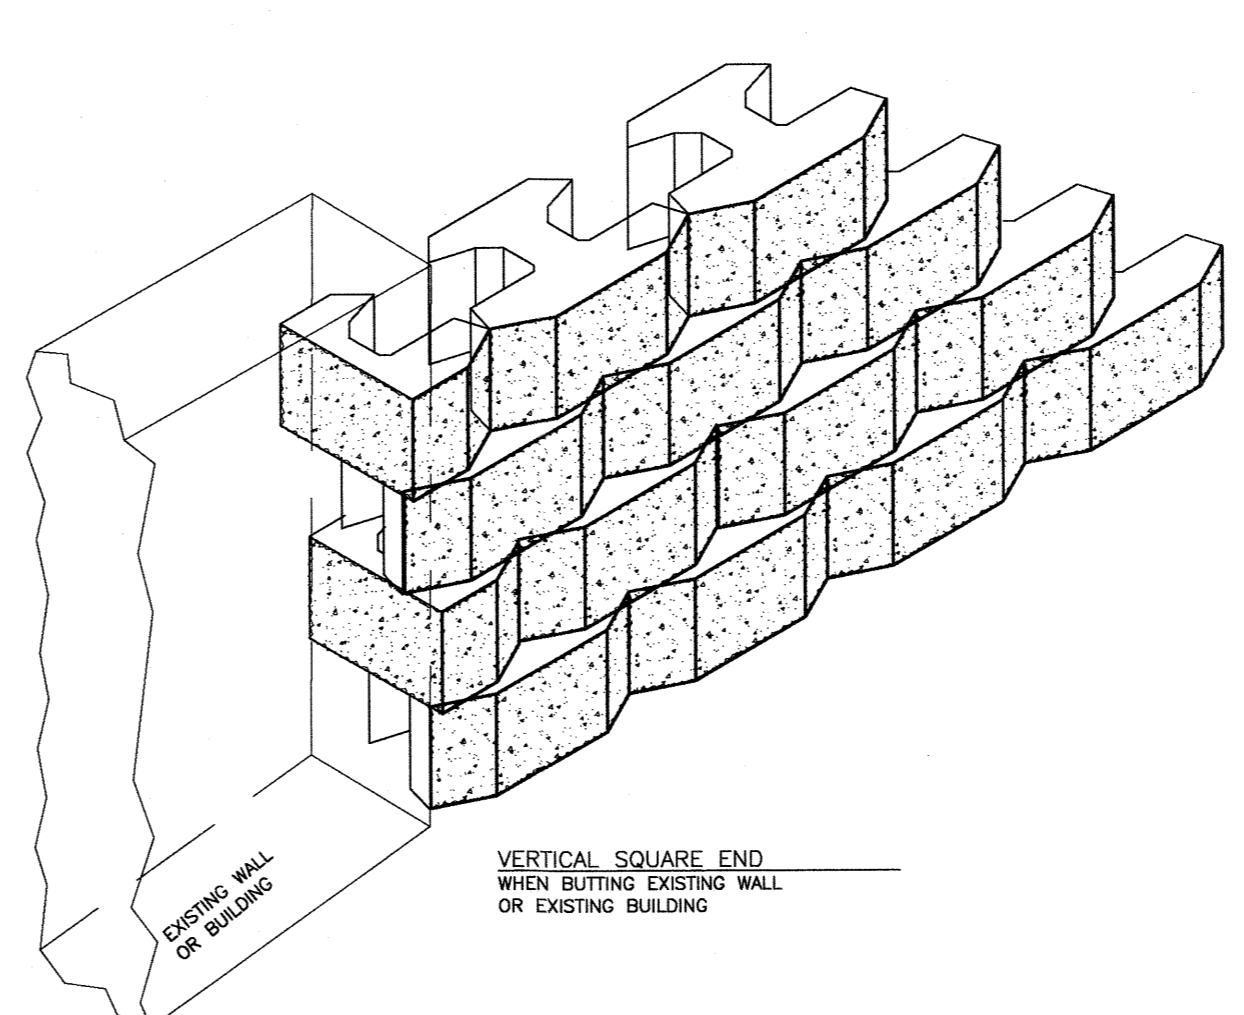 VERTICAL SQUARE END
WHEN BUTTING EXISTING WALL
OR EXISTING BUILDING
EXISTING WALL
OR BUILDING